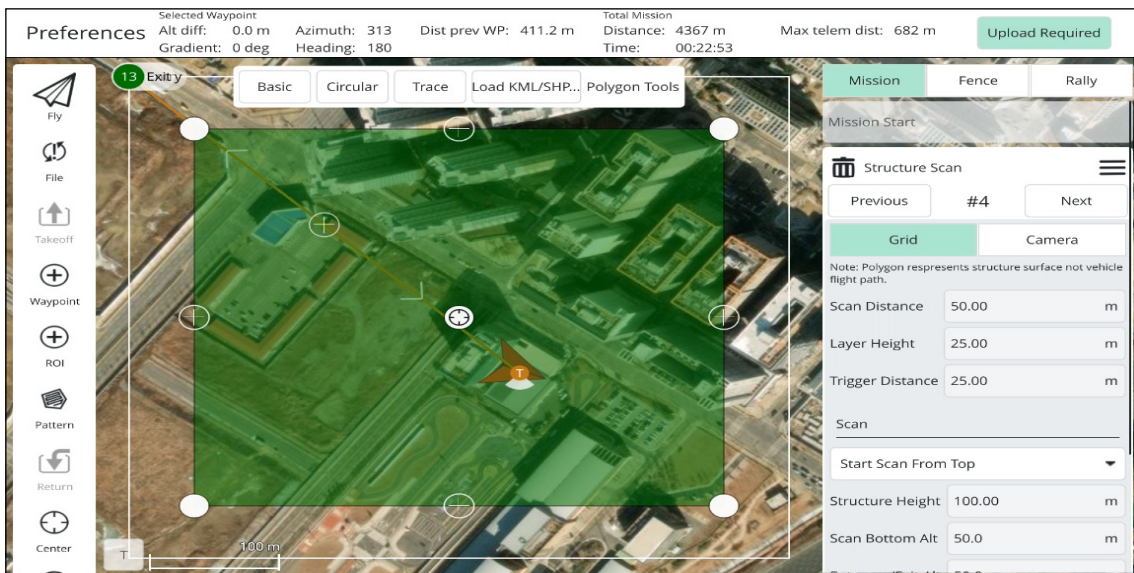 Preferences
Selected Waypoint
Alt diff: 0.0 m Azimuth: 313 Dist prev WP: 411.2 m
Gradient: 0 deg Heading: 180
Total Mission
Distance: 4367 m Max telem dist: 682 m
Time: 00:22:53
Upload Required
Fly
File
Takeoff
Waypoint
ROI
Pattern
Return
Center
13 Exit y
Basic Circular Trace Load KML/SHP... Polygon Tools
T
T
100 m
Mission Fence Rally
Mission Start
Structure Scan
Previous #4 Next
Grid Camera
Note: Polygon respresents structure surface not vehicle
flight path.
Scan Distance 50.00 m
Layer Height 25.00 m
Trigger Distance 25.00 m
Scan
Start Scan From Top
Structure Height 100.00 m
Scan Bottom Alt 50.0 m